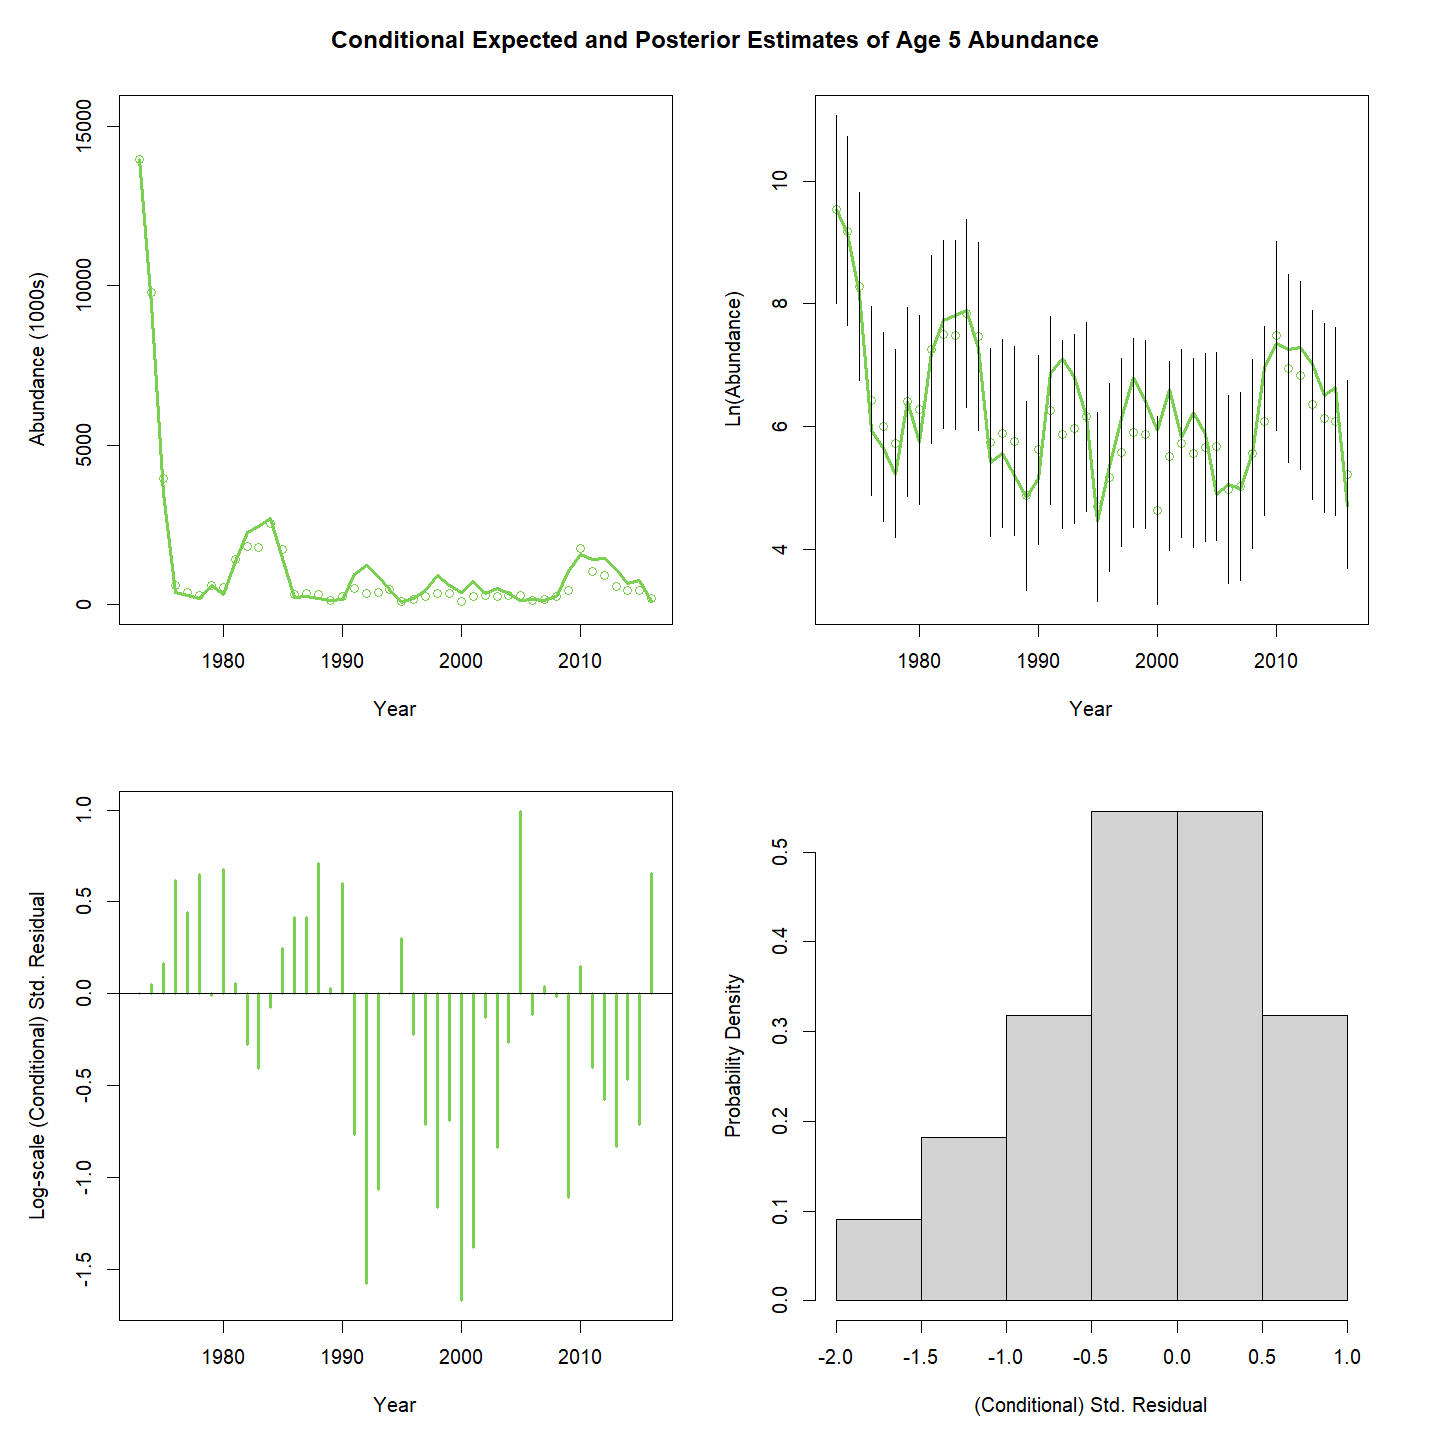 Conditional Expected and Posterior Estimates of Age 5 Abundance
Abundance (1000s)
15000
10000
5000
0
1980 1990 2000 2010
Year
Ln(Abundance)
10
8
6
4
1980 1990 2000 2010
Year
Log-scale (Conditional) Std. Residual
1.0
0.5
0.0
-0.5
-1.0
-1.5
1980 1990 2000 2010
Year
Probability Density
0.5
0.4
0.3
0.2
0.1
0.0
-2.0 -1.5 -1.0 -0.5 0.0 0.5 1.0
(Conditional) Std. Residual